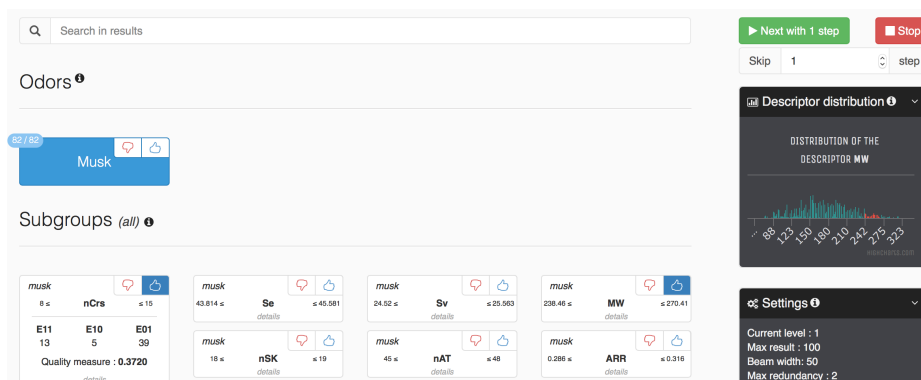 Search in results
Next with 1 step
Stop
Skip 1 step
Odors
82 / 82
Musk
Subgroups (all)
musk
8 ≤ nCrs ≤ 15
E11 E10 E01
13 5 39
Quality measure : 0.3720
details
musk
43.814 ≤ Se ≤ 45.581
details
musk
24.52 ≤ Sv ≤ 25.563
details
musk
238.46 ≤ MW ≤ 270.41
details
musk
18 ≤ nSK ≤ 19
details
musk
45 ≤ nAT ≤ 48
details
musk
0.286 ≤ ARR ≤ 0.316
details
Descriptor distribution
DISTRIBUTION OF THE
DESCRIPTOR MW
... 88 123 150 180 210 242 275 323
Settings
Current level : 1
Max result : 100
Beam width: 50
Max redundancy : 2